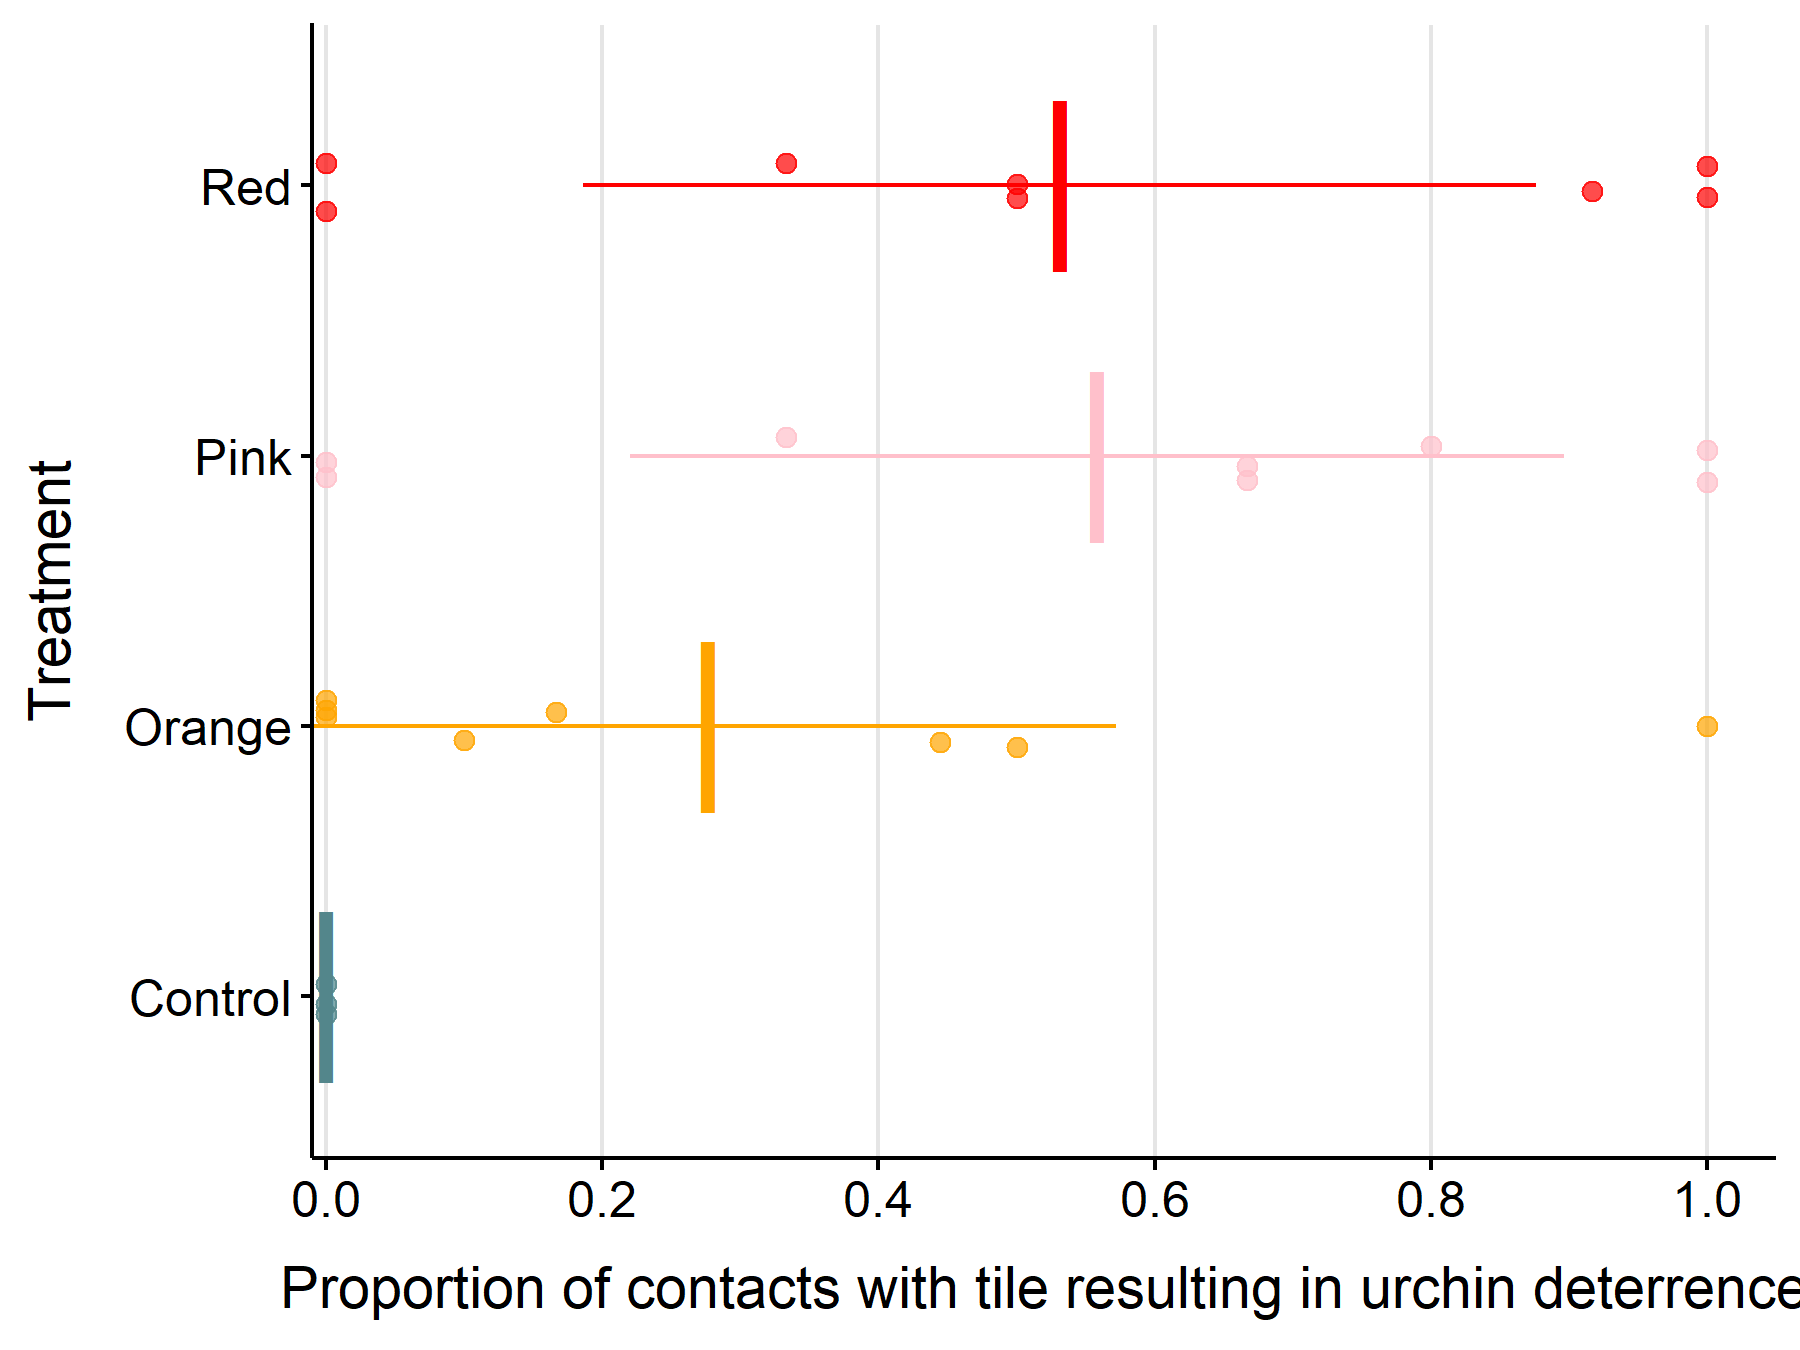 Red
Pink
Orange
Control
Treatment
0.0 0.2 0.4 0.6 0.8 1.0
Proportion of contacts with tile resulting in urchin deterrence